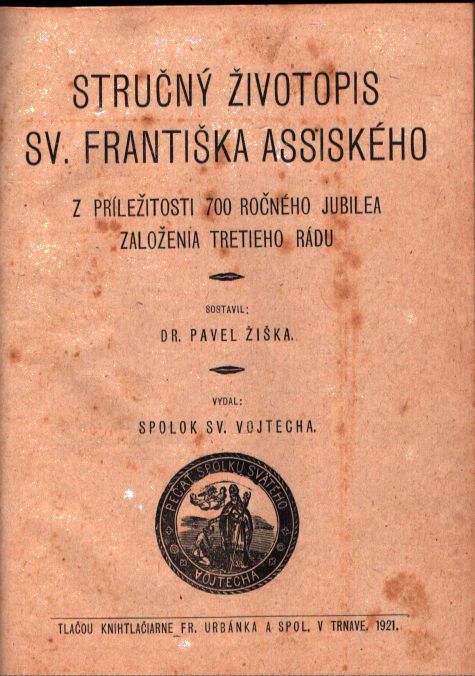 STRUČNÝ ŽIVOTOPIS
SV. FRANTIŠKA ASSISKÉHO
Z PRÍLEŽITOSTI 700 ROČNÉHO JUBILEA
ZALOŽENIA TRETIEHO RÁDU
SOSTAVIL:
DR. PAVEL ŽIŠKA.
VYDAL:
SPOLOK SV. VOJTECHA.
PEČAŤ SPOLKU SVÄTÉHO
VOJTECHA
TLAČOU KNIHTLAČIARNE FR. URBÁNKA A SPOL. V TRNAVE. 1921.